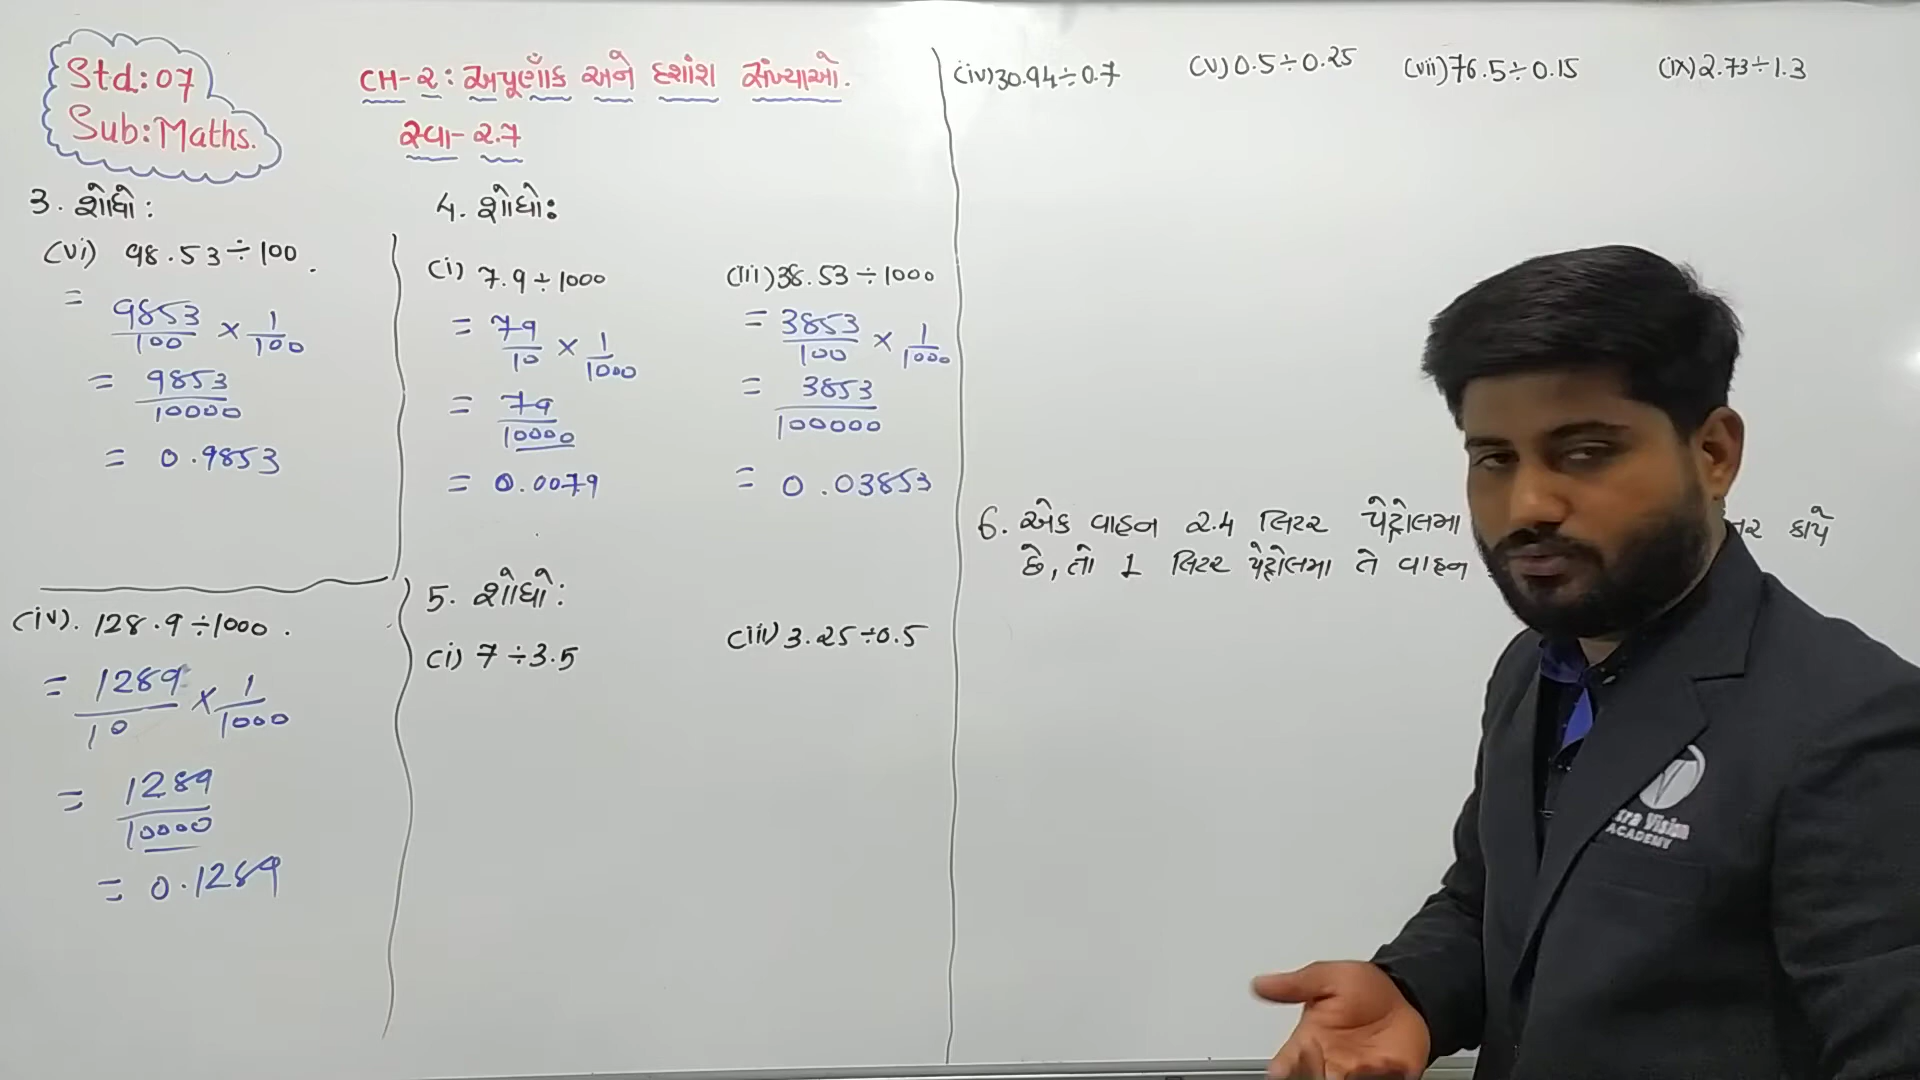 Std:07
Sub:Maths.
CH-૨: અપૂર્ણાંક અને દશાંશ સંખ્યાઓ.
સ્વા- ૨.7
3. શોધો:
(vi) 98.53÷100.
= 9853/100 × 1/100
= 9853/10000
= 0.9853
(iv). 128.9÷1000.
= 1289/10 × 1/1000
= 1289/10000
= 0.1289
4. શોધો:
(i) 7.9÷1000
= 79/10 × 1/1000
= 79/10000
= 0.0079
(iii) 38.53÷1000
= 3853/100 × 1/1000
= 3853/100000
= 0.03853
5. શોધો:
(i) 7÷3.5
(iii) 3.25÷0.5
(iv) 30.94÷0.7
(v) 0.5÷0.25
(vii) 76.5÷0.15
(ix) 2.73÷1.3
6. એક વાહન ૨.4 લિટર પેટ્રોલમા કાપે
છે, તો 1 લિટર પેટ્રોલમા તે વાહન
Vision
ACADEMY